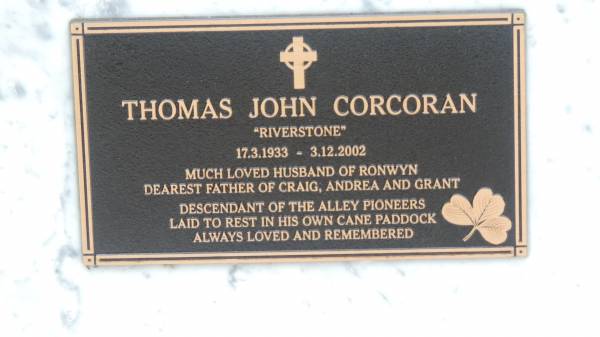 THOMAS JOHN CORCORAN
"RIVERSTONE"
17.3.1933 - 3.12.2002
MUCH LOVED HUSBAND OF RONWYN
DEAREST FATHER OF CRAIG, ANDREA AND GRANT
DESCENDANT OF THE ALLEY PIONEERS
LAID TO REST IN HIS OWN CANE PADDOCK
ALWAYS LOVED AND REMEMBERED